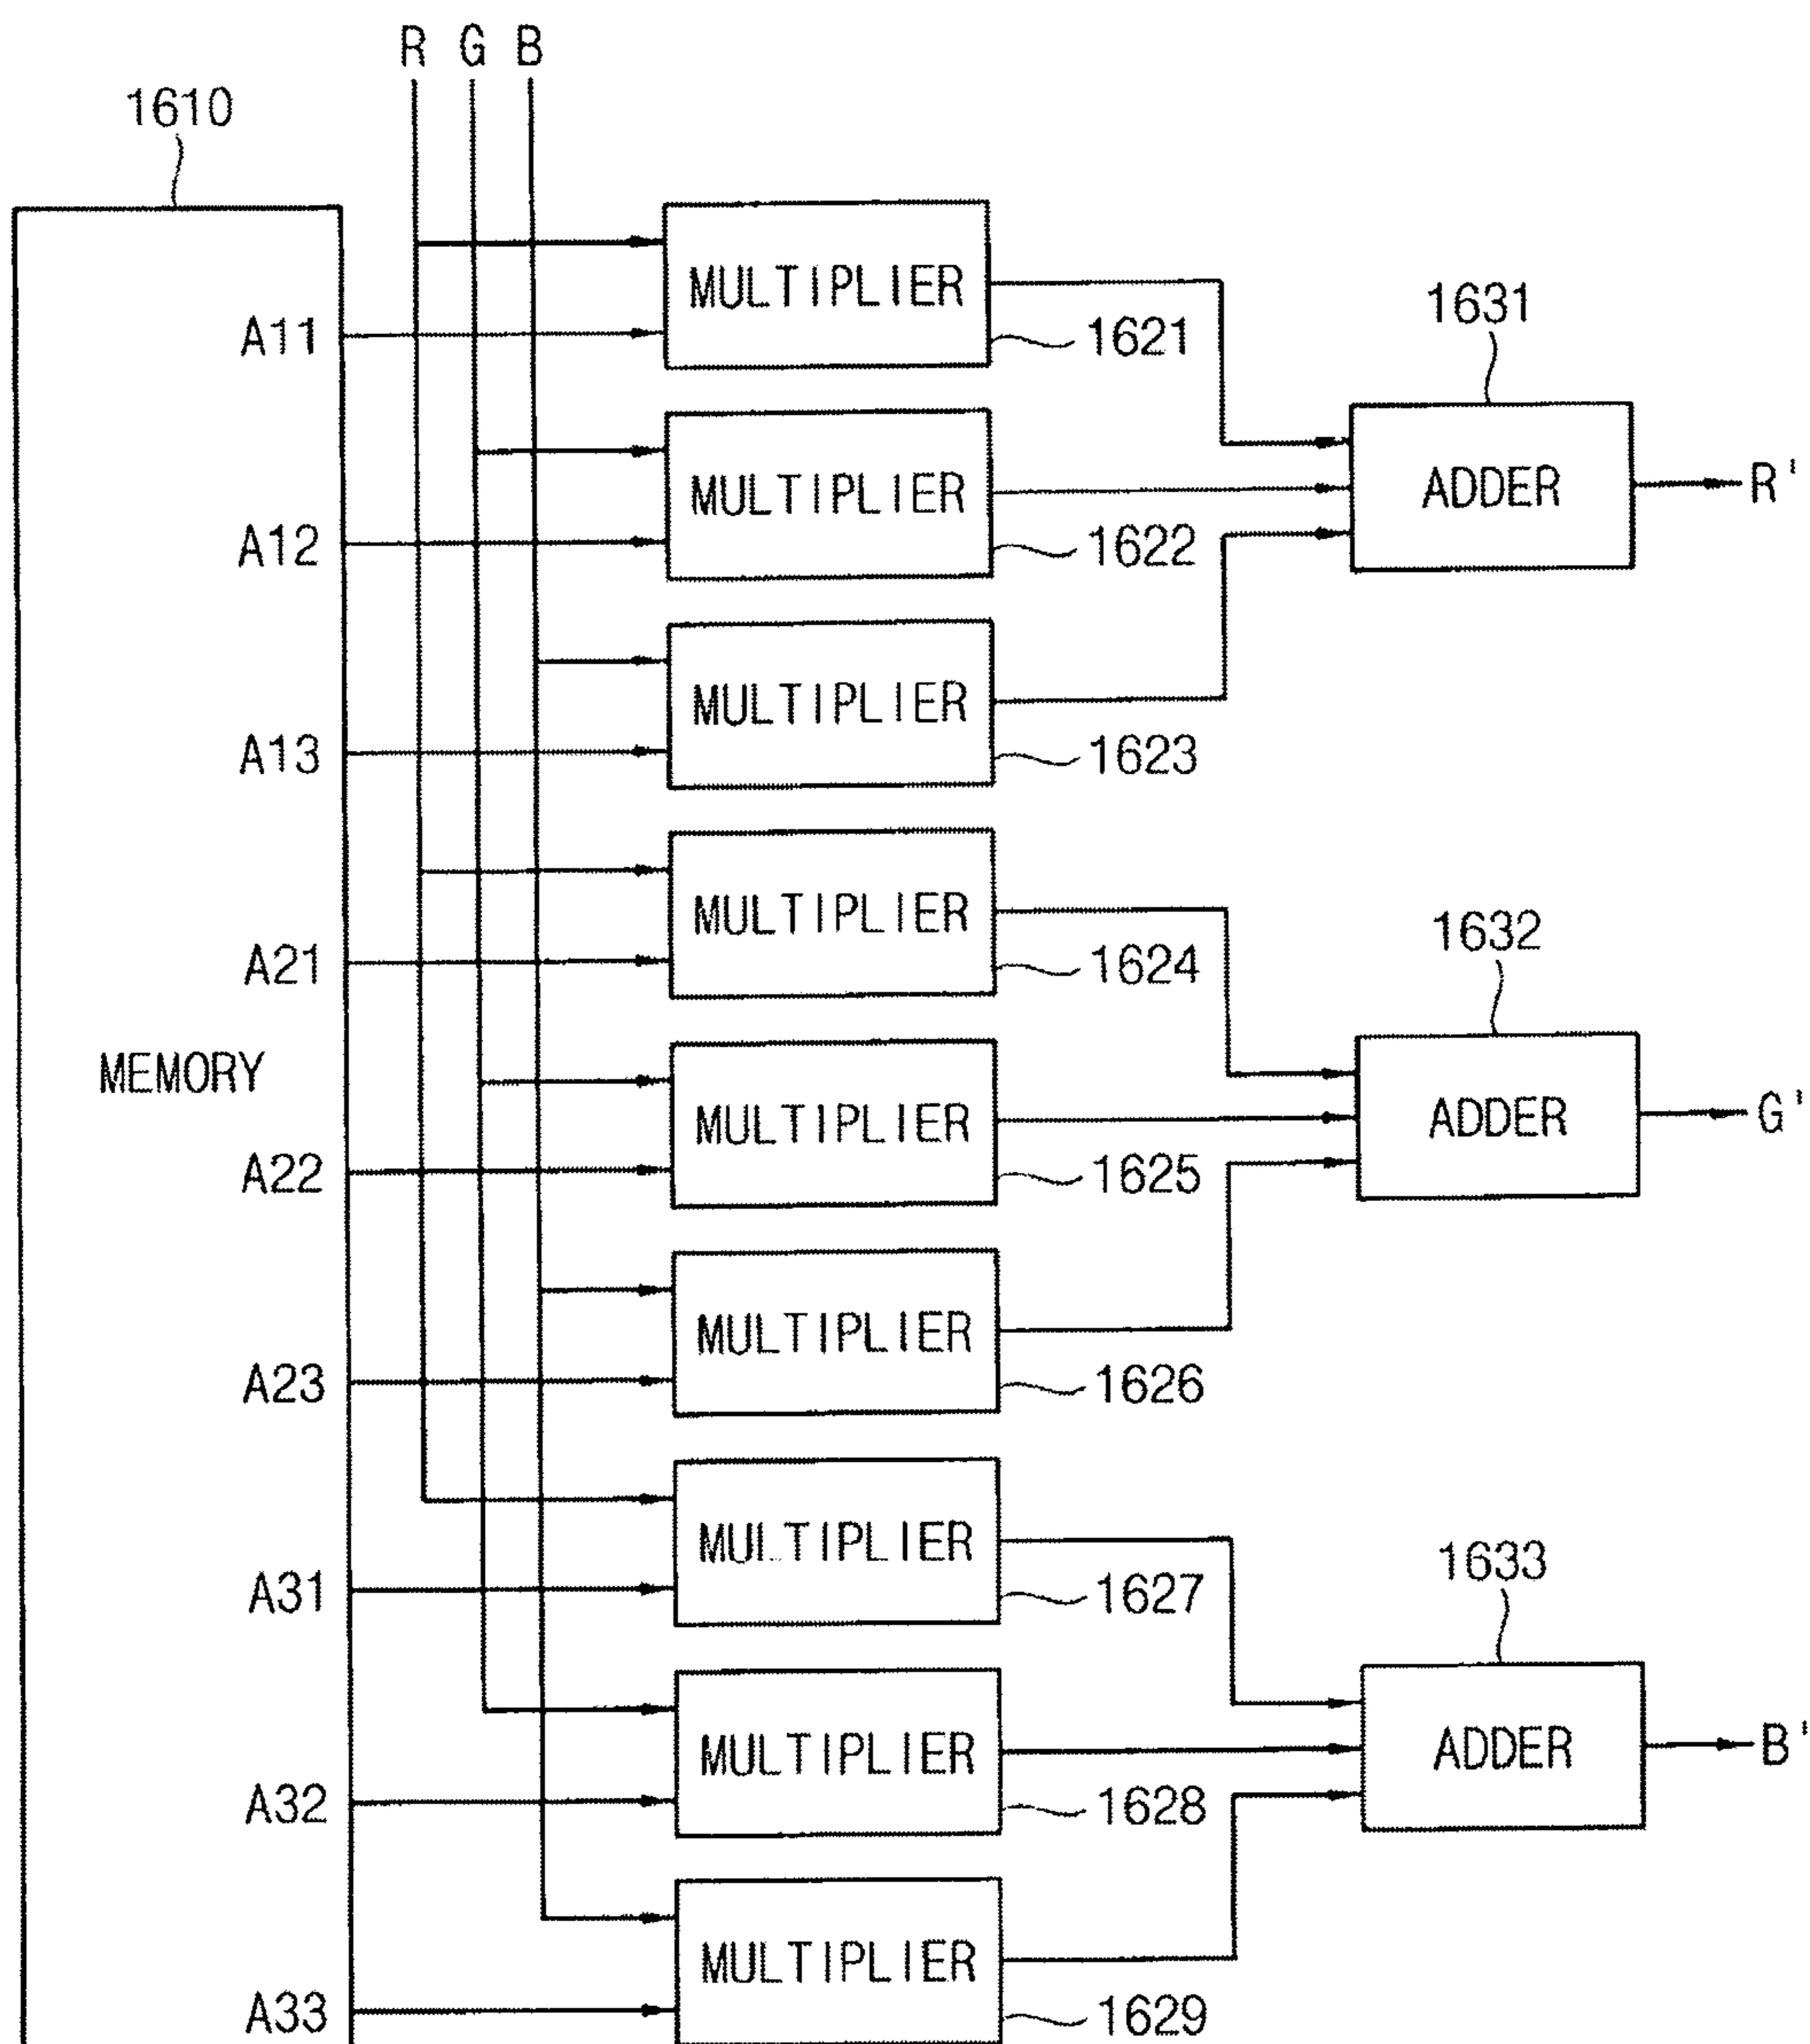 R G B
1610
MULTIPLIER
A11
1621
1631
MULTIPLIER
ADDER
R'
A12
1622
MULTIPLIER
A13
1623
MULTIPLIER
A21
1624
1632
MEMORY
MULTIPLIER
ADDER
G'
A22
1625
MULTIPLIER
A23
1626
MULTIPLIER
A31
1627
1633
MULTIPLIER
ADDER
B'
A32
1628
MULTIPLIER
A33
1629